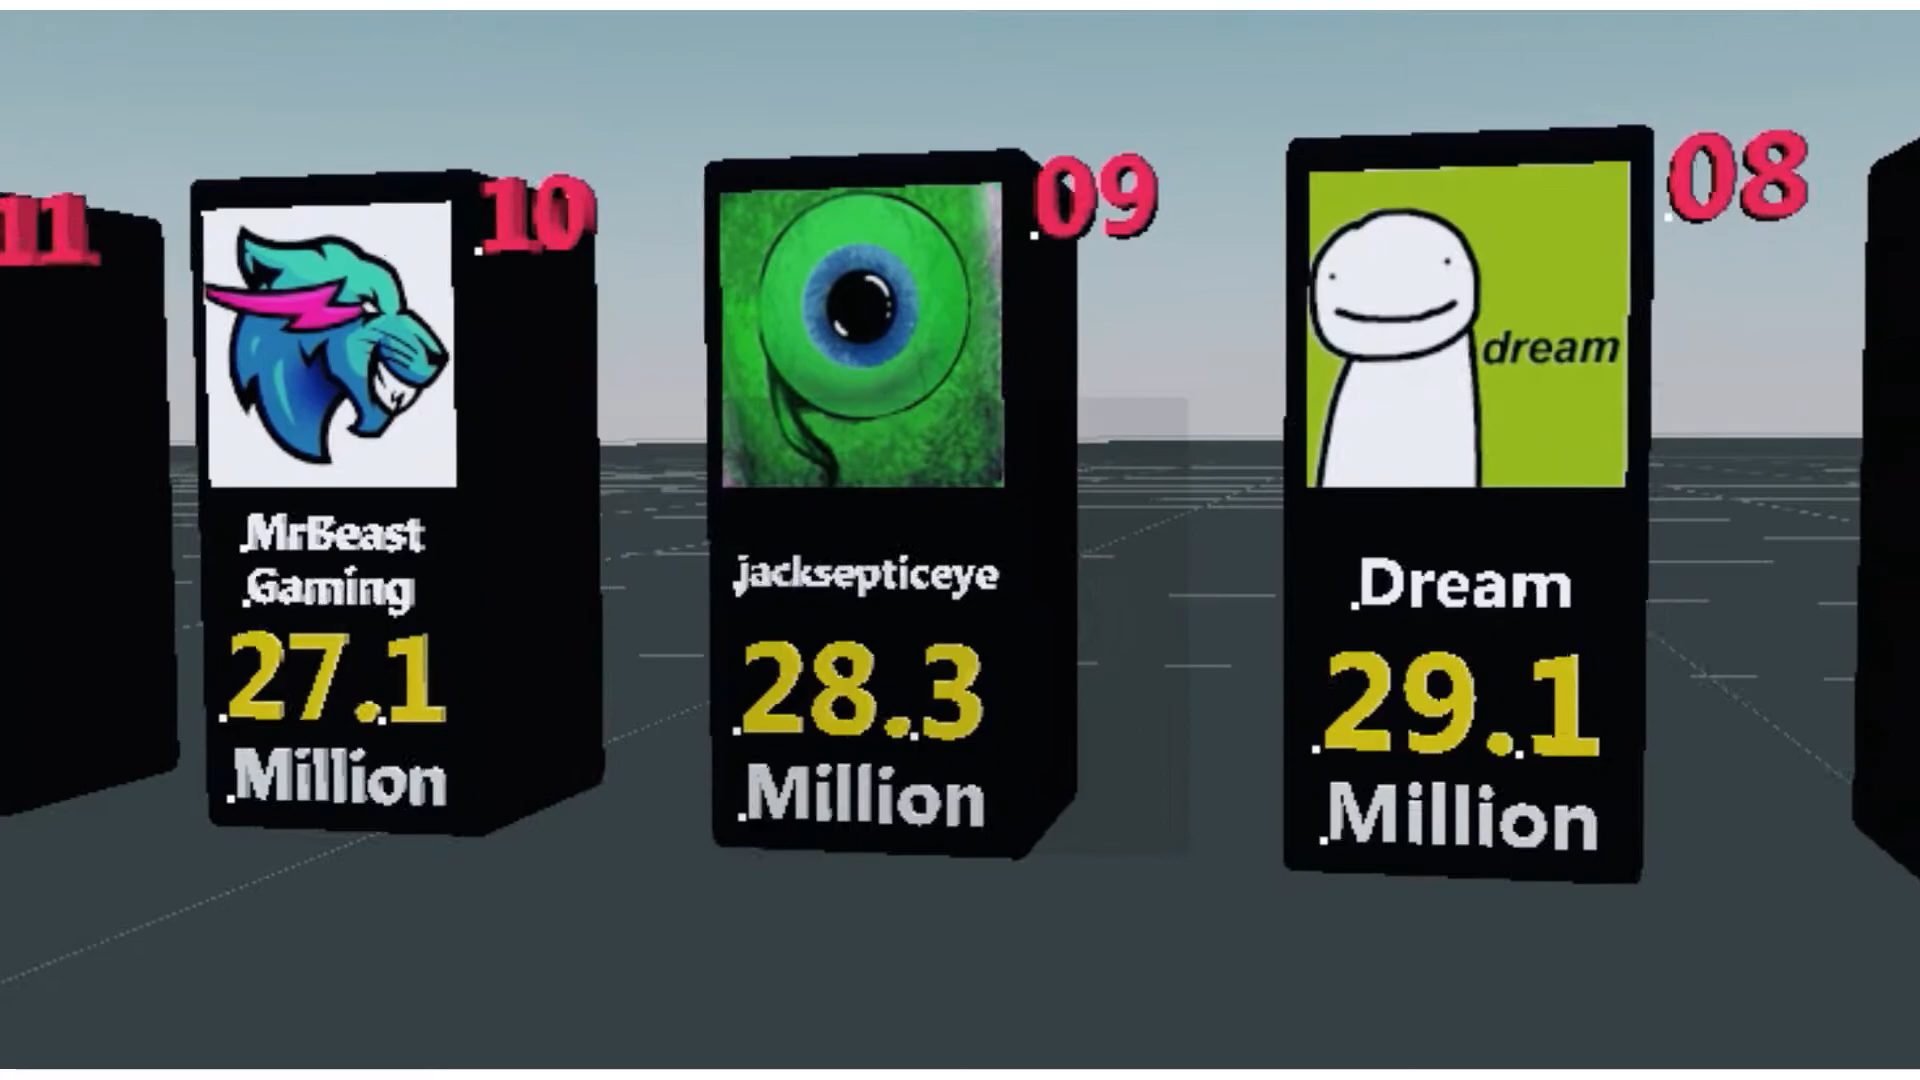 11
10
MrBeast
Gaming
27.1
Million
09
jacksepticeye
28.3
Million
08
dream
Dream
29.1
Million